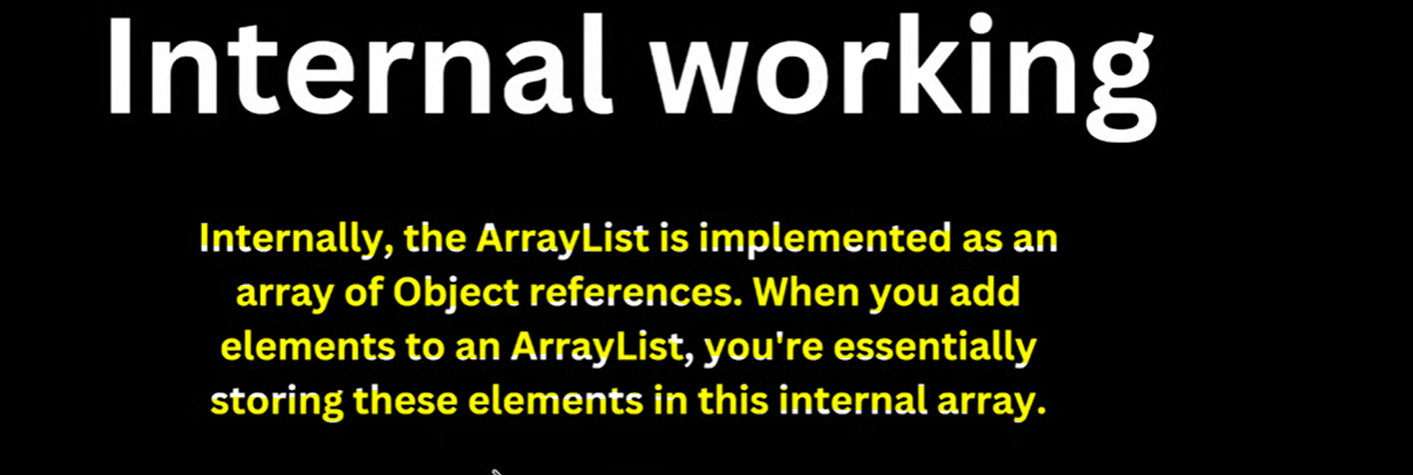 Internal working
Internally, the ArrayList is implemented as an
array of Object references. When you add
elements to an ArrayList, you're essentially
storing these elements in this internal array.